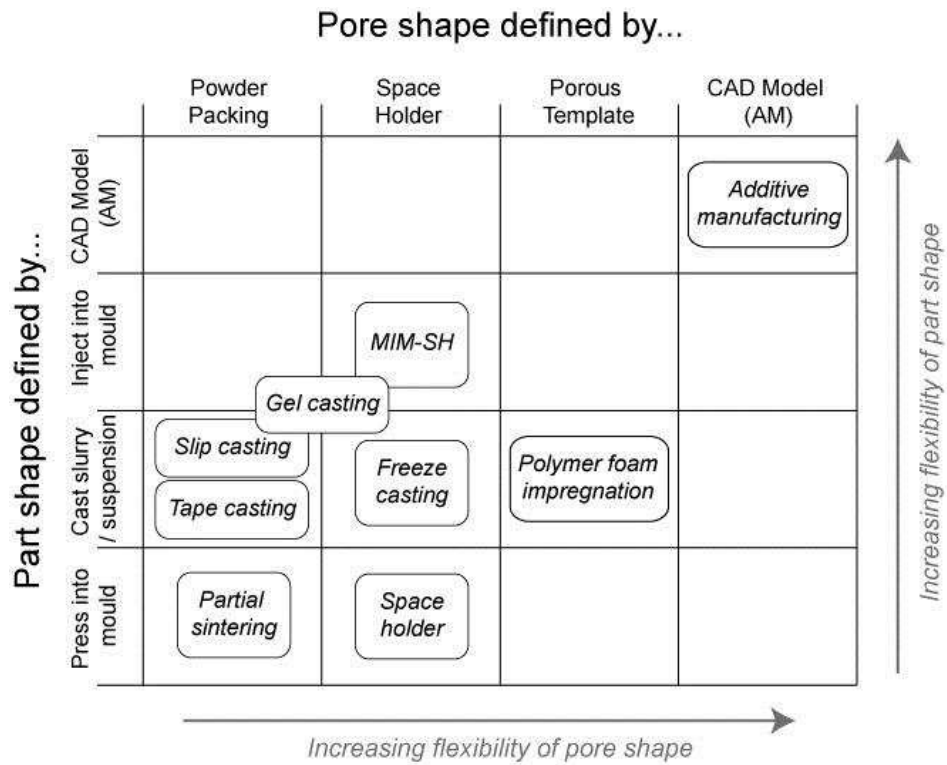 Pore shape defined by...
Powder
Packing
Space
Holder
Porous
Template
CAD Model
(AM)
Part shape defined by...
CAD Model
(AM)
Additive
manufacturing
Inject into
mould
MIM-SH
Gel casting
Cast slurry
/ suspension
Slip casting
Tape casting
Freeze
casting
Polymer foam
impregnation
Press into
mould
Partial
sintering
Space
holder
Increasing flexibility of part shape
Increasing flexibility of pore shape